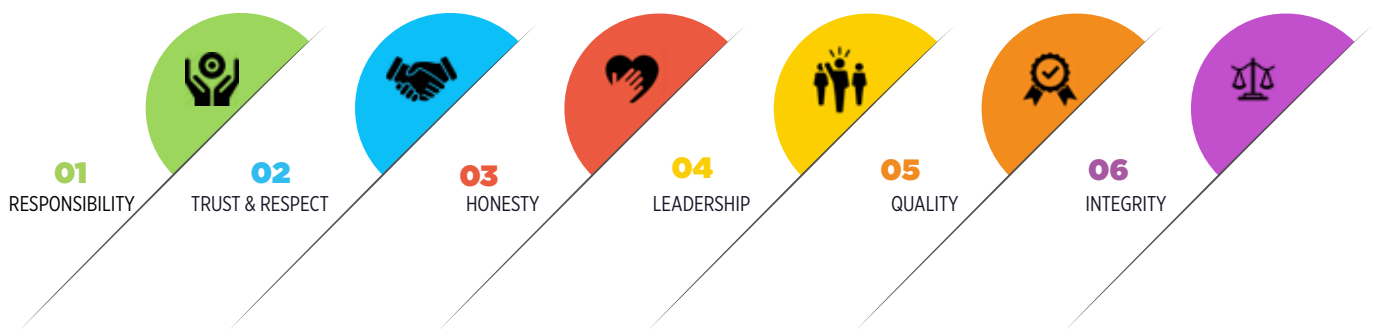 01
RESPONSIBILITY
02
TRUST & RESPECT
03
HONESTY
04
LEADERSHIP
05
QUALITY
06
INTEGRITY